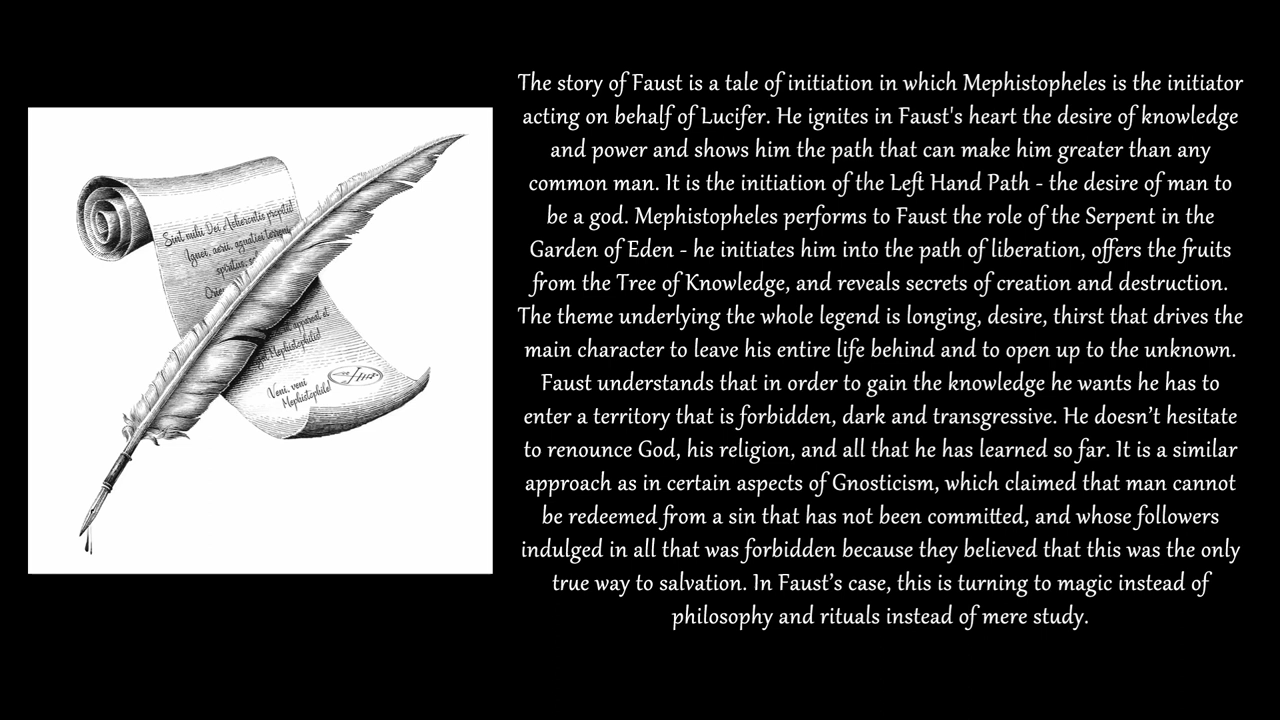 Sint mihi Dei Acherontis propitii!
Ignei, aerii, aquatici terreni
spiritus,
Orie
apparent et
Mephistophilis!
Veni, veni
Mephistophile!
The story of Faust is a tale of initiation in which Mephistopheles is the initiator
acting on behalf of Lucifer. He ignites in Faust's heart the desire of knowledge
and power and shows him the path that can make him greater than any
common man. It is the initiation of the Left Hand Path - the desire of man to
be a god. Mephistopheles performs to Faust the role of the Serpent in the
Garden of Eden - he initiates him into the path of liberation, offers the fruits
from the Tree of Knowledge, and reveals secrets of creation and destruction.
The theme underlying the whole legend is longing, desire, thirst that drives the
main character to leave his entire life behind and to open up to the unknown.
Faust understands that in order to gain the knowledge he wants he has to
enter a territory that is forbidden, dark and transgressive. He doesn’t hesitate
to renounce God, his religion, and all that he has learned so far. It is a similar
approach as in certain aspects of Gnosticism, which claimed that man cannot
be redeemed from a sin that has not been committed, and whose followers
indulged in all that was forbidden because they believed that this was the only
true way to salvation. In Faust’s case, this is turning to magic instead of
philosophy and rituals instead of mere study.